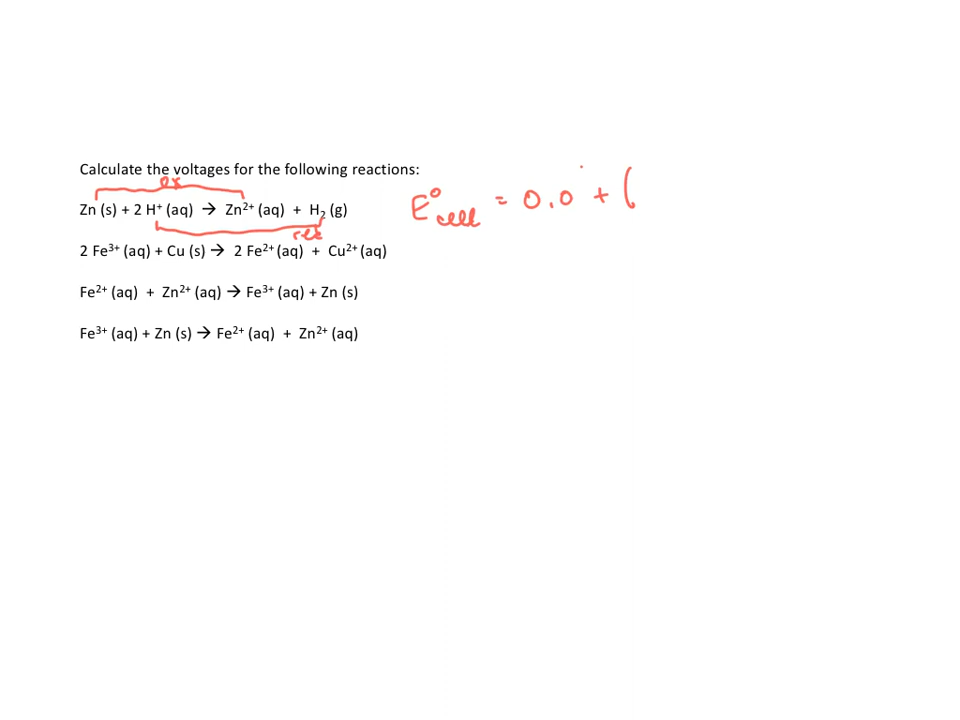 Calculate the voltages for the following reactions:
ox
Zn (s) + 2 H⁺ (aq) → Zn²⁺ (aq) + H₂ (g)
E°cell = 0.0 + (
red
2 Fe³⁺ (aq) + Cu (s) → 2 Fe²⁺ (aq) + Cu²⁺ (aq)
Fe²⁺ (aq) + Zn²⁺ (aq) → Fe³⁺ (aq) + Zn (s)
Fe³⁺ (aq) + Zn (s) → Fe²⁺ (aq) + Zn²⁺ (aq)